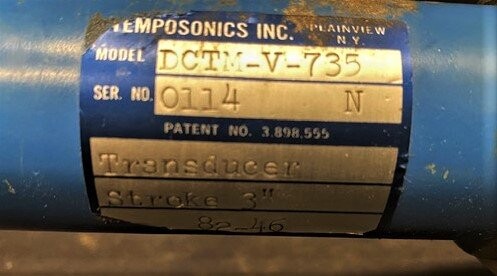 TEMPOSONICS INC. PLAINVIEW
N.Y.
MODEL DCTM-V-735
SER. NO. 0114 N
PATENT NO. 3.898.555
Transducer
Stroke 3"
82-46